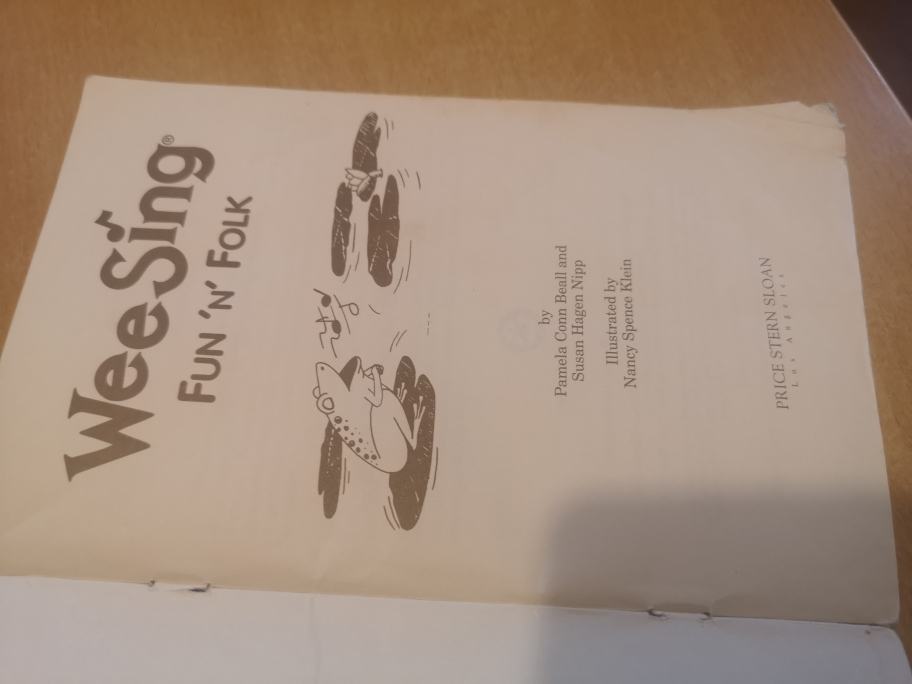 Wee Sing®
FUN 'N' FOLK
by
Pamela Conn Beall and
Susan Hagen Nipp
Illustrated by
Nancy Spence Klein
PRICE STERN SLOAN
Los Angeles